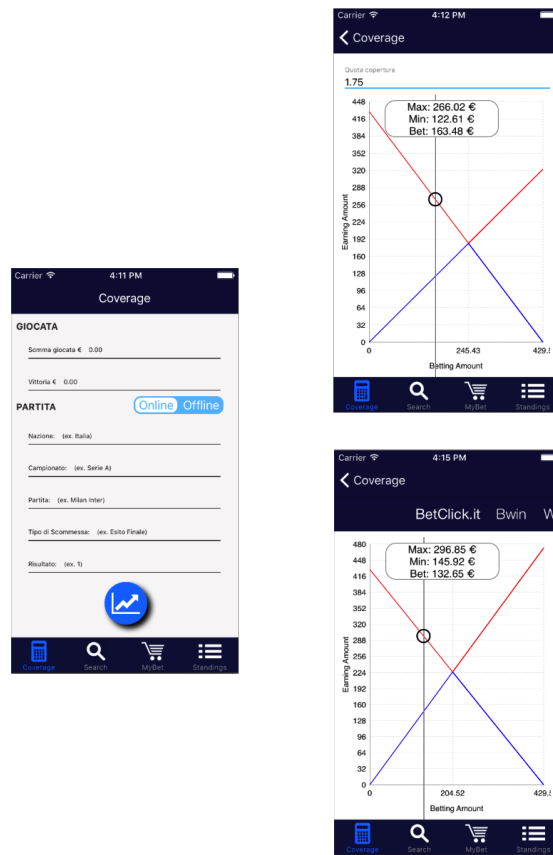 Carrier 4:11 PM
Coverage
GIOCATA
Somma giocata € 0.00
Vittoria € 0.00
PARTITA Online Offline
Nazione: (ex. Italia)
Campionato: (ex. Serie A)
Partita: (ex. Milan Inter)
Tipo di Scommessa: (ex. Esito Finale)
Risultato: (ex. 1)
Coverage Search MyBet Standings
Carrier 4:12 PM
Coverage
Quota copertura
1.75
Max: 266.02 €
Min: 122.61 €
Bet: 163.48 €
Earning Amount
448
416
384
352
320
288
256
224
192
160
128
96
64
32
0
0 245.43 429.5
Betting Amount
Coverage Search MyBet Standings
Carrier 4:15 PM
Coverage
BetClick.it Bwin W
Max: 296.85 €
Min: 145.92 €
Bet: 132.65 €
Earning Amount
480
448
416
384
352
320
288
256
224
192
160
128
96
64
32
0
0 204.52 429.5
Betting Amount
Coverage Search MyBet Standings